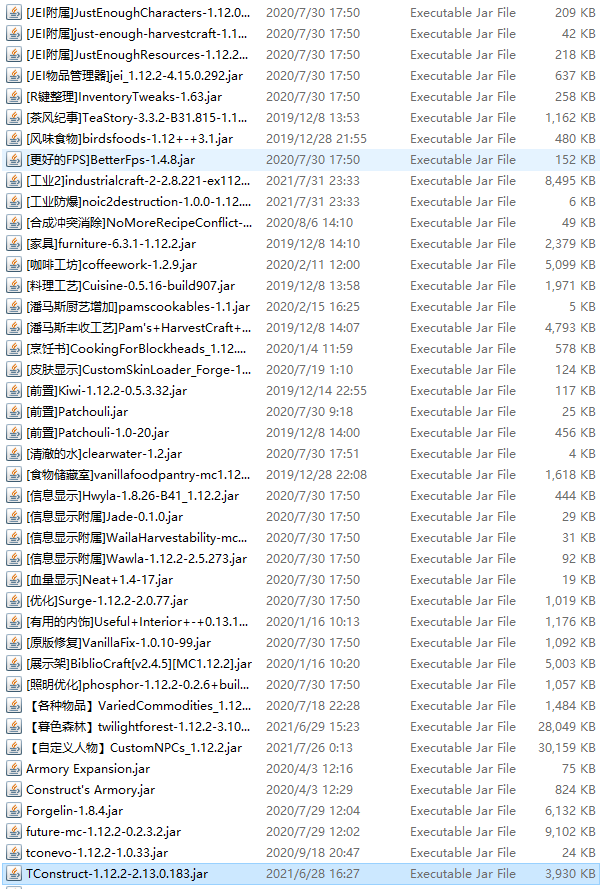 [JEI附属]JustEnoughCharacters-1.12.0... 2020/7/30 17:50 Executable Jar File 209 KB
[JEI附属]just-enough-harvestcraft-1.1... 2020/7/30 17:50 Executable Jar File 42 KB
[JEI附属]JustEnoughResources-1.12.2... 2020/7/30 17:50 Executable Jar File 218 KB
[JEI物品管理器]jei_1.12.2-4.15.0.292.jar 2020/7/30 17:50 Executable Jar File 637 KB
[R键整理]InventoryTweaks-1.63.jar 2020/7/30 17:50 Executable Jar File 258 KB
[茶风纪事]TeaStory-3.3.2-B31.815-1.1... 2019/12/8 13:53 Executable Jar File 1,162 KB
[风味食物]birdsfoods-1.12+-+3.1.jar 2019/12/28 21:55 Executable Jar File 480 KB
[更好的FPS]BetterFps-1.4.8.jar 2020/7/30 17:50 Executable Jar File 152 KB
[工业2]industrialcraft-2-2.8.221-ex112... 2021/7/31 23:33 Executable Jar File 8,495 KB
[工业防爆]noic2destruction-1.0.0-1.12... 2021/7/31 23:33 Executable Jar File 6 KB
[合成冲突消除]NoMoreRecipeConflict-... 2020/8/6 14:10 Executable Jar File 49 KB
[家具]furniture-6.3.1-1.12.2.jar 2019/12/8 14:10 Executable Jar File 2,379 KB
[咖啡工坊]coffeework-1.2.9.jar 2020/2/11 12:00 Executable Jar File 5,099 KB
[料理工艺]Cuisine-0.5.16-build907.jar 2019/12/8 13:58 Executable Jar File 1,971 KB
[潘马斯厨艺增加]pamscookables-1.1.jar 2020/2/15 16:25 Executable Jar File 5 KB
[潘马斯丰收工艺]Pam's+HarvestCraft+... 2019/12/8 14:07 Executable Jar File 4,793 KB
[烹饪书]CookingForBlockheads_1.12.... 2020/1/4 11:59 Executable Jar File 578 KB
[皮肤显示]CustomSkinLoader_Forge-1... 2020/7/19 1:10 Executable Jar File 124 KB
[前置]Kiwi-1.12.2-0.5.3.32.jar 2019/12/14 22:55 Executable Jar File 117 KB
[前置]Patchouli.jar 2020/7/30 9:18 Executable Jar File 25 KB
[前置]Patchouli-1.0-20.jar 2019/12/8 14:00 Executable Jar File 456 KB
[清澈的水]clearwater-1.2.jar 2020/7/30 17:51 Executable Jar File 4 KB
[食物储藏室]vanillafoodpantry-mc1.12... 2019/12/28 22:08 Executable Jar File 1,618 KB
[信息显示]Hwyla-1.8.26-B41_1.12.2.jar 2020/7/30 17:50 Executable Jar File 444 KB
[信息显示附属]Jade-0.1.0.jar 2020/7/30 17:50 Executable Jar File 29 KB
[信息显示附属]WailaHarvestability-mc... 2020/7/30 17:50 Executable Jar File 31 KB
[信息显示附属]Wawla-1.12.2-2.5.273.jar 2020/7/30 17:50 Executable Jar File 92 KB
[血量显示]Neat+1.4-17.jar 2020/7/30 17:50 Executable Jar File 19 KB
[优化]Surge-1.12.2-2.0.77.jar 2020/7/30 17:50 Executable Jar File 1,019 KB
[有用的内饰]Useful+Interior+-+0.13.1... 2020/1/16 10:13 Executable Jar File 1,176 KB
[原版修复]VanillaFix-1.0.10-99.jar 2020/7/30 17:50 Executable Jar File 1,092 KB
[展示架]BiblioCraft[v2.4.5][MC1.12.2].jar 2020/1/16 10:20 Executable Jar File 5,003 KB
[照明优化]phosphor-1.12.2-0.2.6+buil... 2020/7/30 17:50 Executable Jar File 1,057 KB
【各种物品】VariedCommodities_1.12... 2020/7/18 22:28 Executable Jar File 1,484 KB
【暮色森林】twilightforest-1.12.2-3.10... 2021/6/29 15:23 Executable Jar File 28,049 KB
【自定义人物】CustomNPCs_1.12.2.jar 2021/7/26 0:13 Executable Jar File 30,159 KB
Armory Expansion.jar 2020/4/3 12:16 Executable Jar File 75 KB
Construct's Armory.jar 2020/4/3 12:29 Executable Jar File 824 KB
Forgelin-1.8.4.jar 2020/7/29 12:04 Executable Jar File 6,132 KB
future-mc-1.12.2-0.2.3.2.jar 2020/7/29 12:02 Executable Jar File 9,102 KB
tconevo-1.12.2-1.0.33.jar 2020/9/18 20:47 Executable Jar File 24 KB
TConstruct-1.12.2-2.13.0.183.jar 2021/6/28 16:27 Executable Jar File 3,930 KB